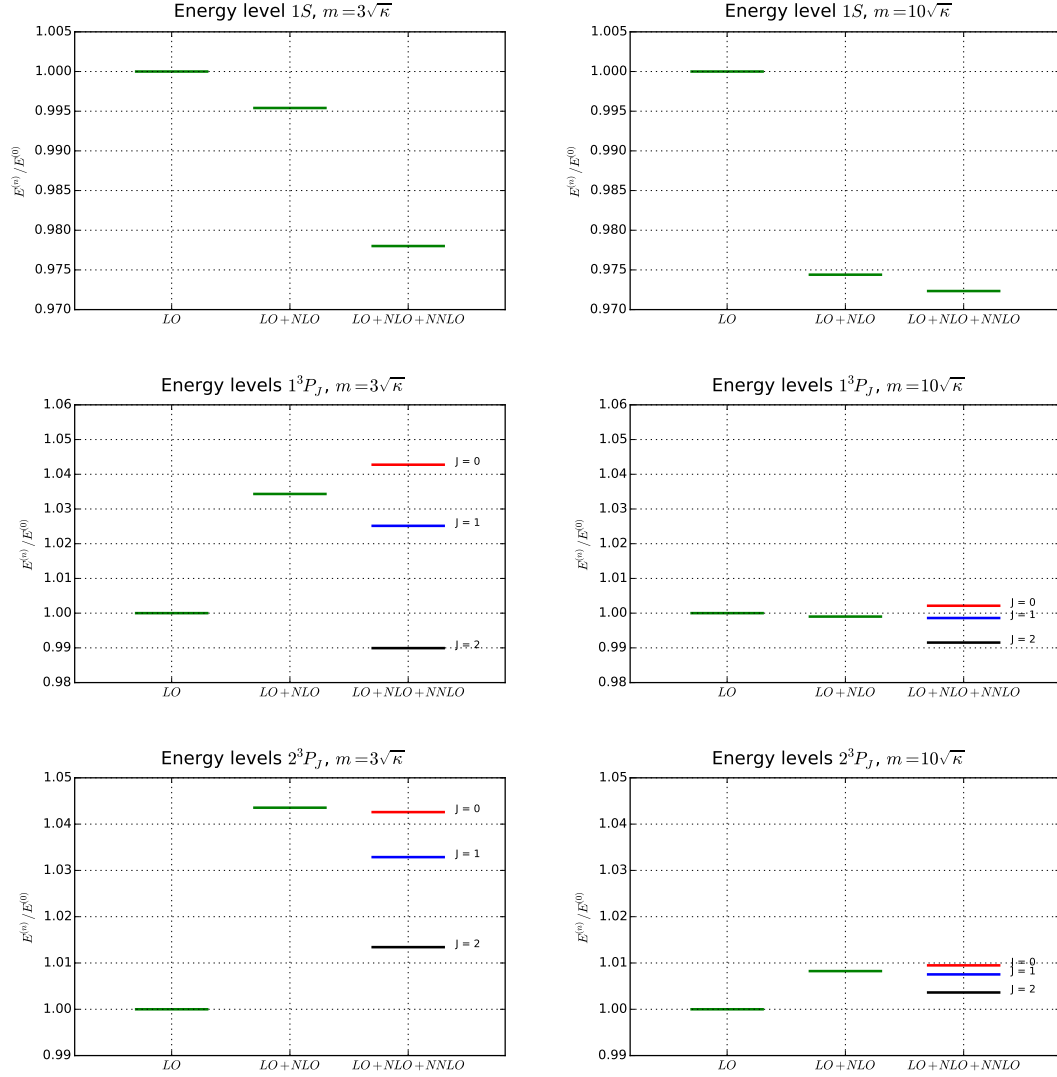 Energy level 1S, m=3√κ
1.005
1.000
0.995
0.990
0.985
0.980
0.975
0.970
E^(n)/E^(0)
LO
LO+NLO
LO+NLO+NNLO
Energy level 1S, m=10√κ
1.005
1.000
0.995
0.990
0.985
0.980
0.975
0.970
E^(n)/E^(0)
LO
LO+NLO
LO+NLO+NNLO
Energy levels 1³P_J, m=3√κ
1.06
1.05
1.04
1.03
1.02
1.01
1.00
0.99
0.98
E^(n)/E^(0)
J = 0
J = 1
J = 2
LO
LO+NLO
LO+NLO+NNLO
Energy levels 1³P_J, m=10√κ
1.06
1.05
1.04
1.03
1.02
1.01
1.00
0.99
0.98
E^(n)/E^(0)
J = 0
J = 1
J = 2
LO
LO+NLO
LO+NLO+NNLO
Energy levels 2³P_J, m=3√κ
1.05
1.04
1.03
1.02
1.01
1.00
0.99
E^(n)/E^(0)
J = 0
J = 1
J = 2
LO
LO+NLO
LO+NLO+NNLO
Energy levels 2³P_J, m=10√κ
1.05
1.04
1.03
1.02
1.01
1.00
0.99
E^(n)/E^(0)
J = 0
J = 1
J = 2
LO
LO+NLO
LO+NLO+NNLO